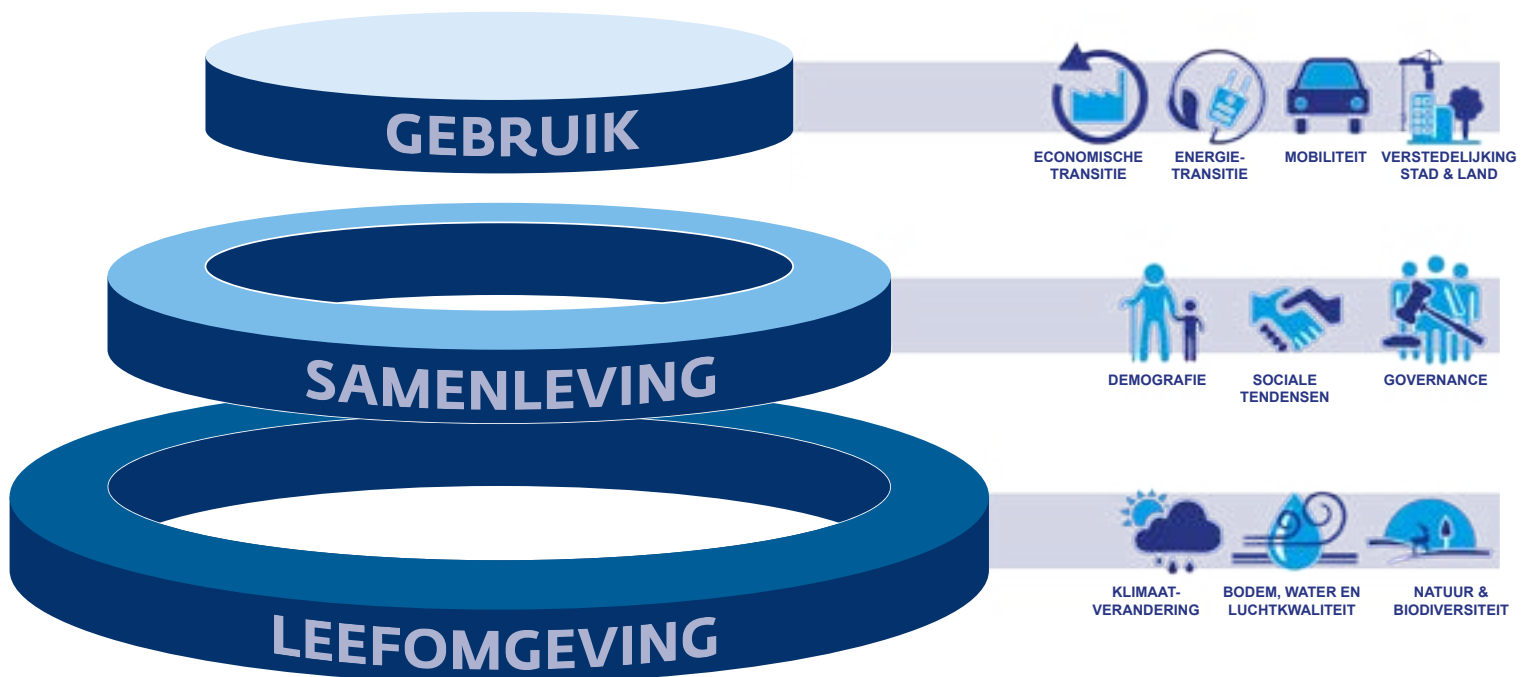 GEBRUIK
ECONOMISCHE
TRANSITIE
ENERGIE-
TRANSITIE
MOBILITEIT
VERSTEDELIJKING
STAD & LAND
SAMENLEVING
DEMOGRAFIE
SOCIALE
TENDENSEN
GOVERNANCE
LEEFOMGEVING
KLIMAAT-
VERANDERING
BODEM, WATER EN
LUCHTKWALITEIT
NATUUR &
BIODIVERSITEIT